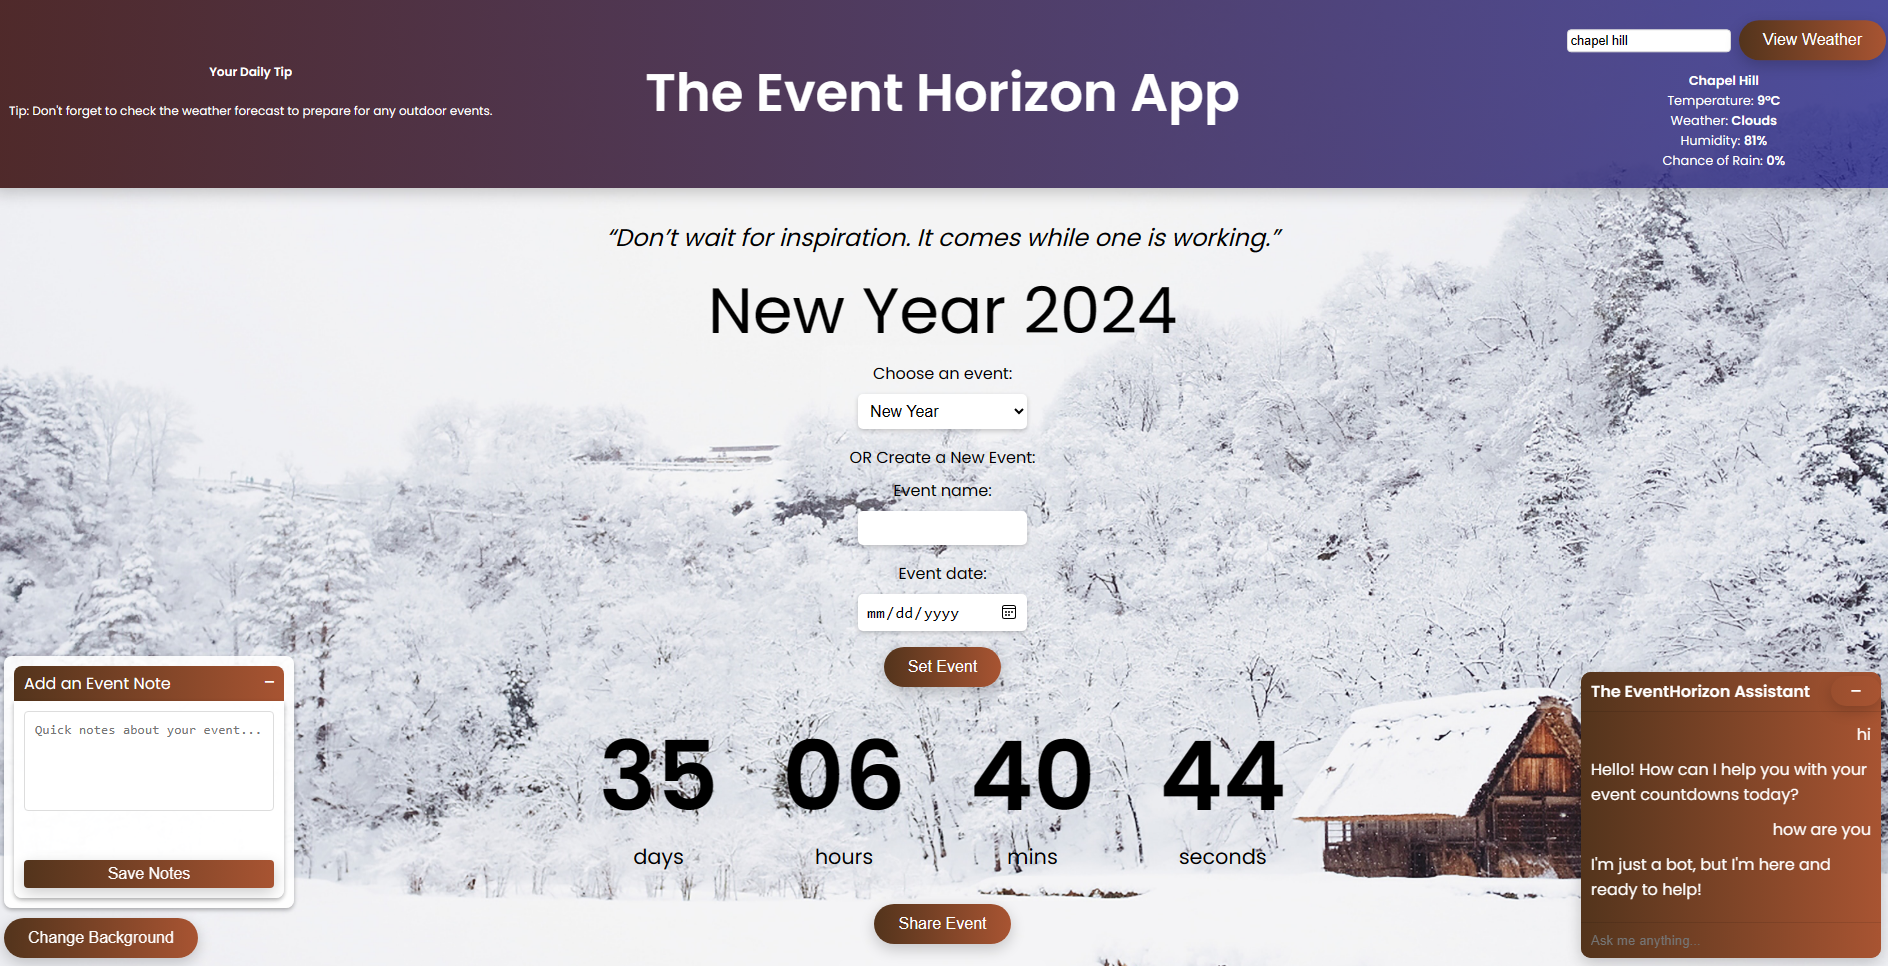 Your Daily Tip
Tip: Don't forget to check the weather forecast to prepare for any outdoor events.
The Event Horizon App
chapel hill
View Weather
Chapel Hill
Temperature: 9°C
Weather: Clouds
Humidity: 81%
Chance of Rain: 0%
“Don’t wait for inspiration. It comes while one is working.”
New Year 2024
Choose an event:
New Year
OR Create a New Event:
Event name:
Event date:
mm/dd/yyyy
Set Event
35 06 40 44
days hours mins seconds
Share Event
Add an Event Note
Quick notes about your event...
Save Notes
Change Background
The EventHorizon Assistant
hi
Hello! How can I help you with your
event countdowns today?
how are you
I'm just a bot, but I'm here and
ready to help!
Ask me anything...